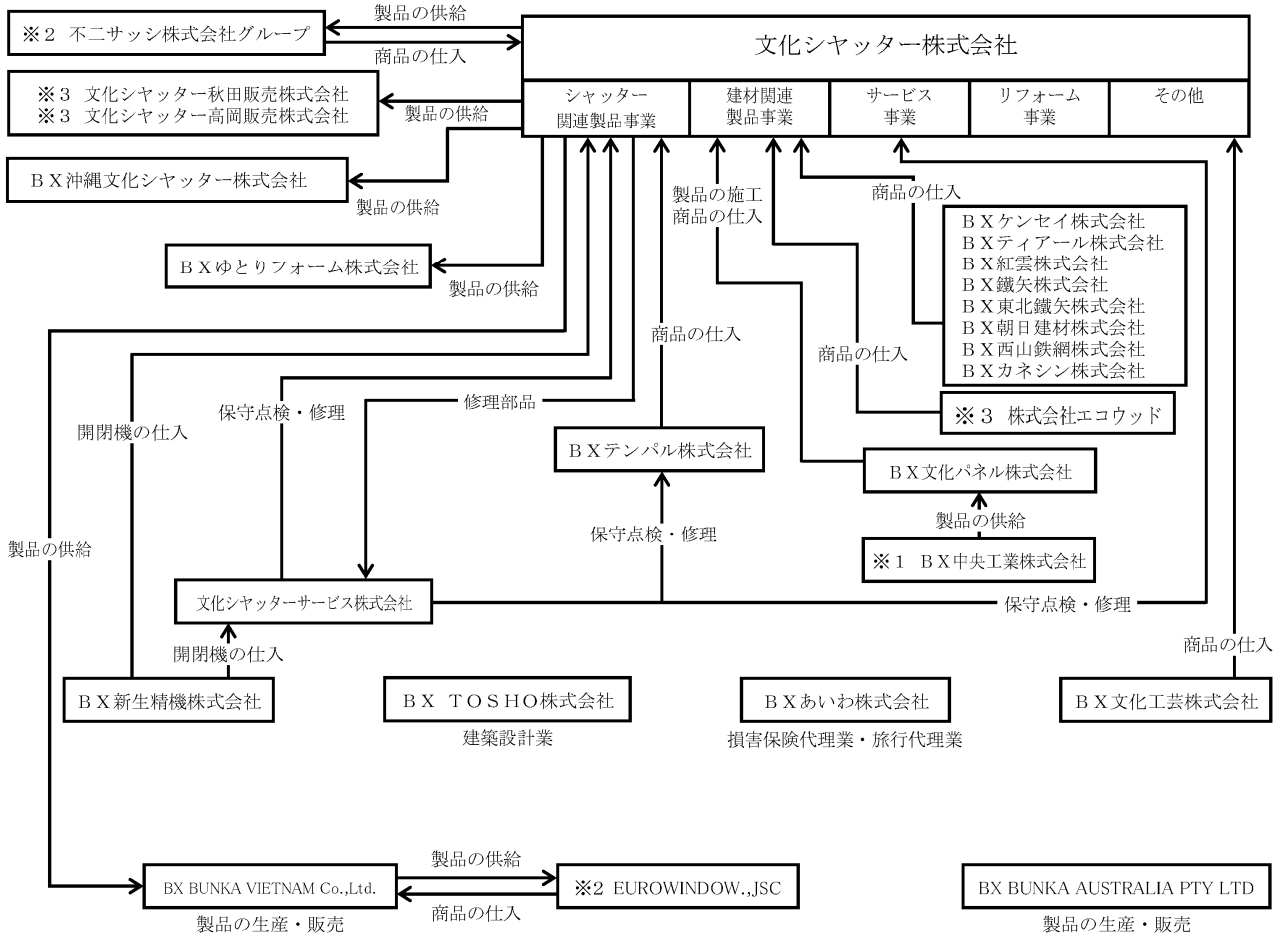 製品の供給
※2 不二サッシ株式会社グループ
商品の仕入
文化シヤッター株式会社
シャッター
関連製品事業
建材関連
製品事業
サービス
事業
リフォーム
事業
その他
※3 文化シヤッター秋田販売株式会社
※3 文化シヤッター高岡販売株式会社
製品の供給
BX沖縄文化シヤッター株式会社
製品の供給
BXゆとりフォーム株式会社
製品の供給
製品の施工
商品の仕入
商品の仕入
BXケンセイ株式会社
BXティアール株式会社
BX紅雲株式会社
BX鐵矢株式会社
BX東北鐵矢株式会社
BX朝日建材株式会社
BX西山鉄網株式会社
BXカネシン株式会社
商品の仕入
商品の仕入
※3 株式会社エコウッド
保守点検・修理
修理部品
開閉機の仕入
BXテンパル株式会社
BX文化パネル株式会社
製品の供給
※1 BX中央工業株式会社
保守点検・修理
製品の供給
文化シヤッターサービス株式会社
保守点検・修理
開閉機の仕入
商品の仕入
BX新生精機株式会社
BX TOSHO株式会社
建築設計業
BXあいわ株式会社
損害保険代理業・旅行代理業
BX文化工芸株式会社
BX BUNKA VIETNAM Co.,Ltd.
製品の生産・販売
製品の供給
商品の仕入
※2 EUROWINDOW.,JSC
BX BUNKA AUSTRALIA PTY LTD
製品の生産・販売